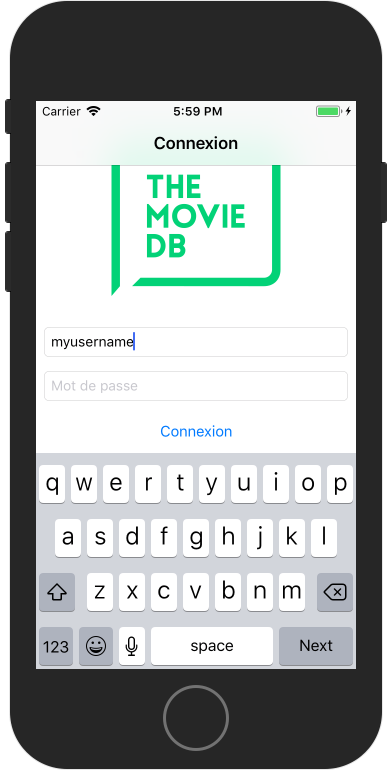 Carrier 5:59 PM
Connexion
THE
MOVIE
DB
myusername
Mot de passe
Connexion
q w e r t y u i o p
a s d f g h j k l
z x c v b n m
123 space Next